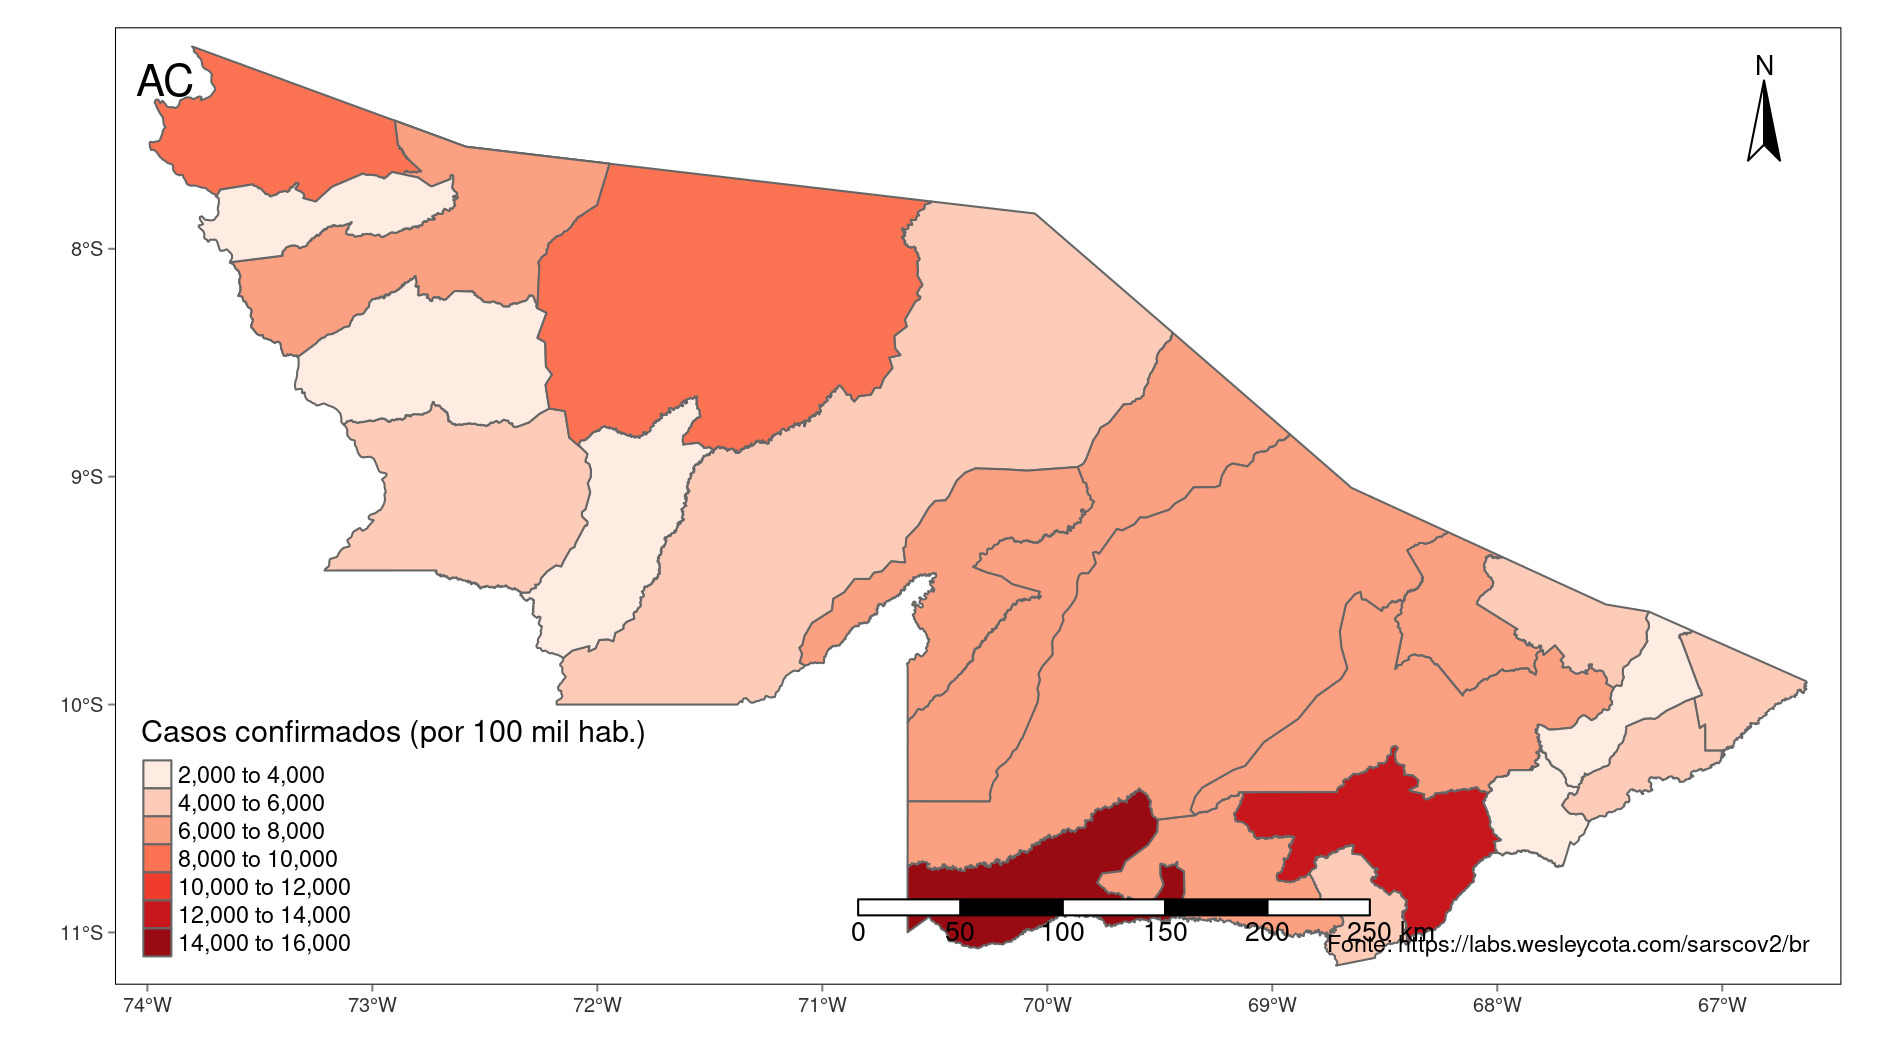 AC
N
8°S
9°S
10°S
11°S
Casos confirmados (por 100 mil hab.)
2,000 to 4,000
4,000 to 6,000
6,000 to 8,000
8,000 to 10,000
10,000 to 12,000
12,000 to 14,000
14,000 to 16,000
0 50 100 150 200 250 km
Fonte: https://labs.wesleycota.com/sarscov2/br
74°W 73°W 72°W 71°W 70°W 69°W 68°W 67°W